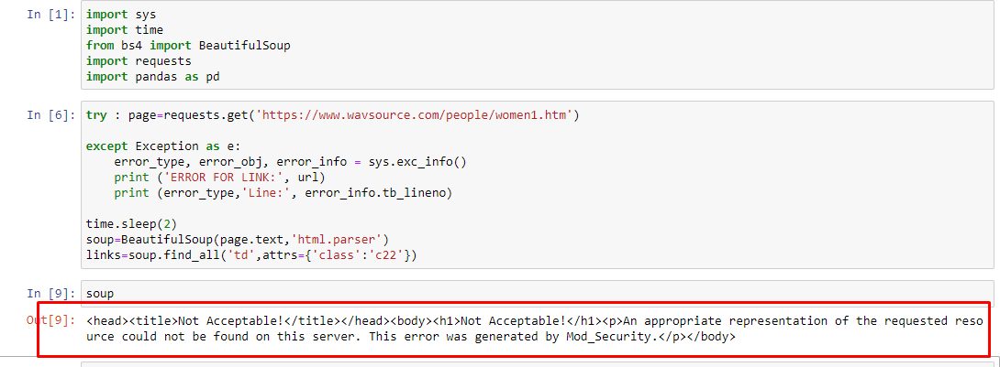 In [1]: import sys
import time
from bs4 import BeautifulSoup
import requests
import pandas as pd
In [6]: try : page=requests.get('https://www.wavsource.com/people/women1.htm')
except Exception as e:
    error_type, error_obj, error_info = sys.exc_info()
    print ('ERROR FOR LINK:', url)
    print (error_type,'Line:', error_info.tb_lineno)
time.sleep(2)
soup=BeautifulSoup(page.text,'html.parser')
links=soup.find_all('td',attrs={'class':'c22'})
In [9]: soup
Out[9]: <head><title>Not Acceptable!</title></head><body><h1>Not Acceptable!</h1><p>An appropriate representation of the requested reso
urce could not be found on this server. This error was generated by Mod_Security.</p></body>